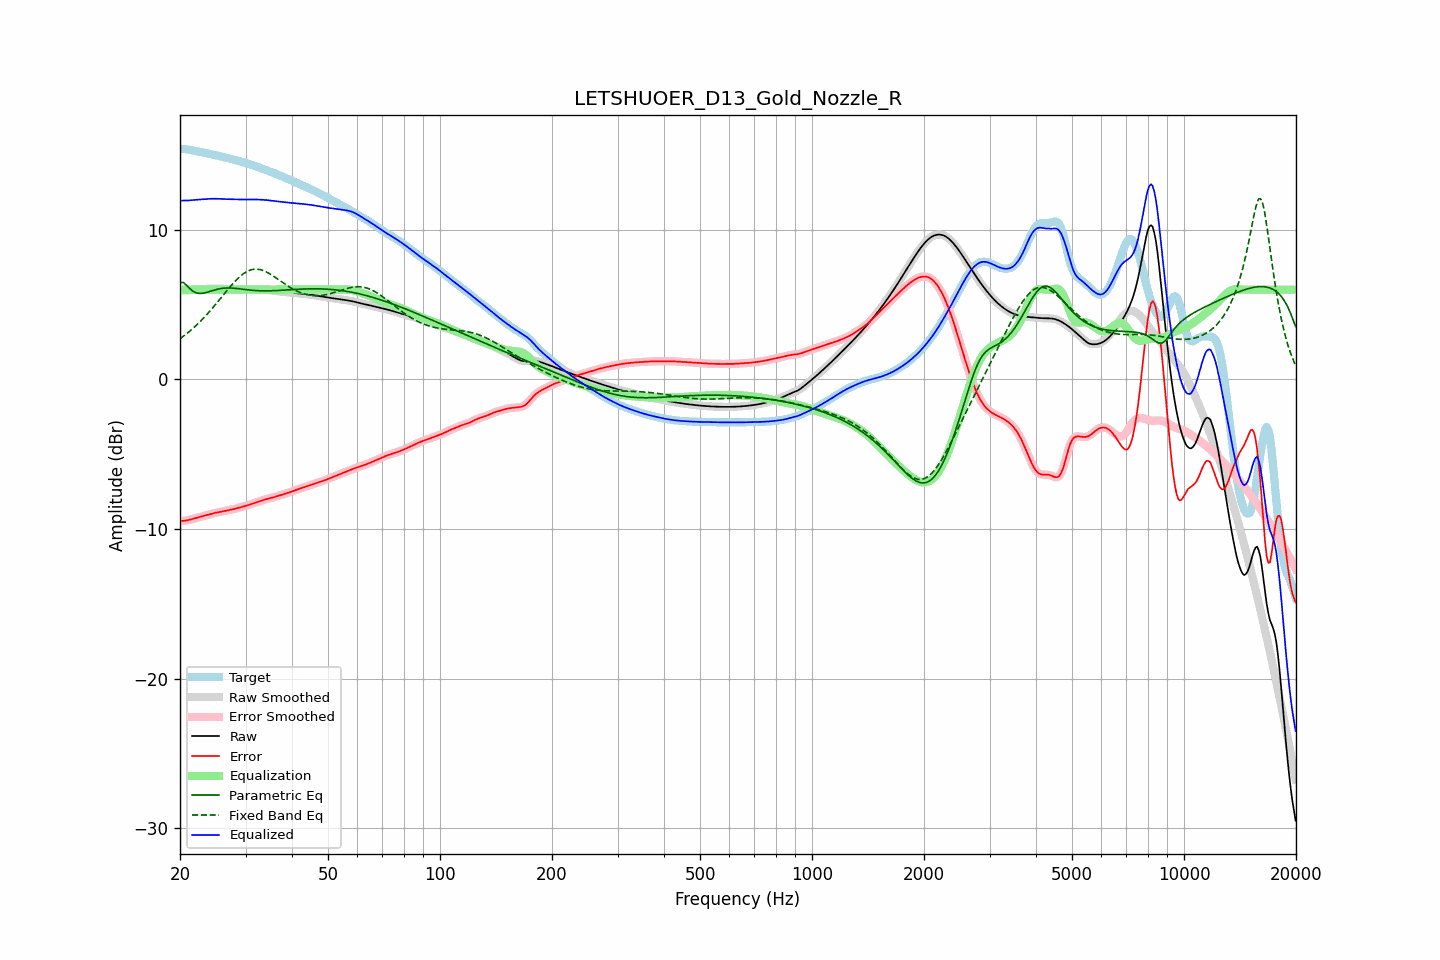 LETSHUOER_D13_Gold_Nozzle_R
Amplitude (dBr)
10
0
−10
−20
−30
Target
Raw Smoothed
Error Smoothed
Raw
Error
Equalization
Parametric Eq
Fixed Band Eq
Equalized
20 50 100 200 500 1000 2000 5000 10000 20000
Frequency (Hz)